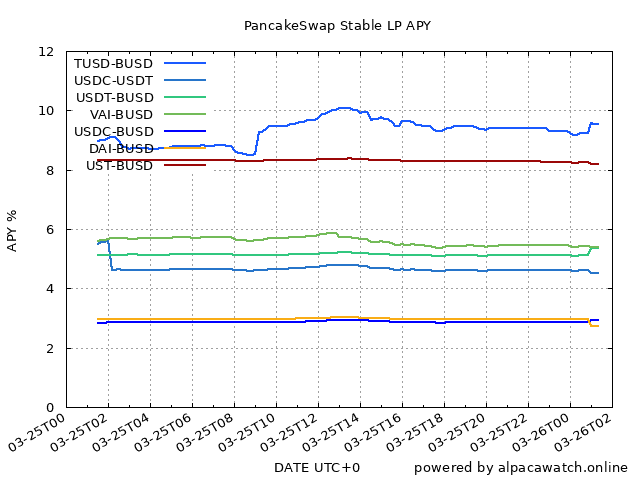 PancakeSwap Stable LP APY
APY %
12
10
8
6
4
2
0
TUSD-BUSD
USDC-USDT
USDT-BUSD
VAI-BUSD
USDC-BUSD
DAI-BUSD
UST-BUSD
03-25T00
03-25T02
03-25T04
03-25T06
03-25T08
03-25T10
03-25T12
03-25T14
03-25T16
03-25T18
03-25T20
03-25T22
03-26T00
03-26T02
DATE UTC+0
powered by alpacawatch.online